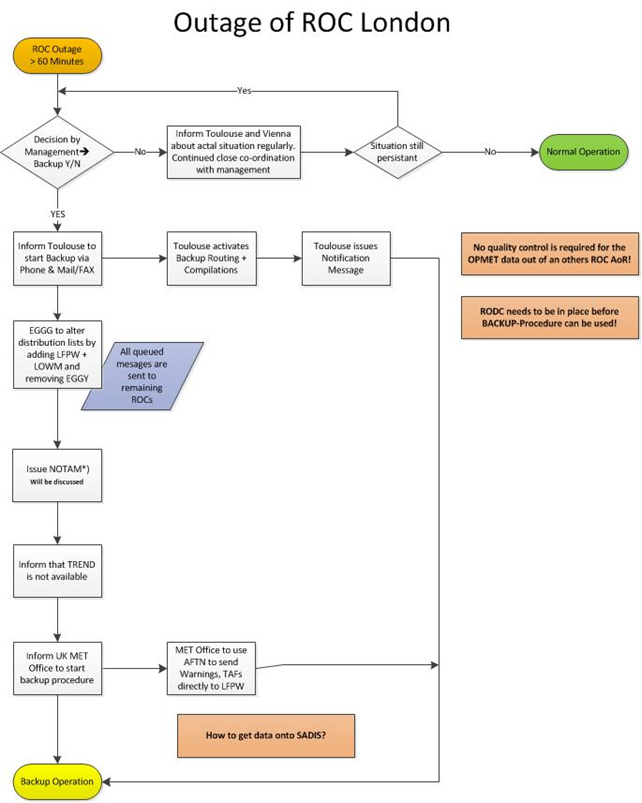 Outage of ROC London
ROC Outage
> 60 Minutes
Yes
Decision by
Management➔
Backup Y/N
No
Inform Toulouse and Vienna
about actal situation regularly.
Continued close co-ordination
with management
Situation still
persistant
No
Normal Operation
YES
Inform Toulouse to
start Backup via
Phone & Mail/FAX
Toulouse activates
Backup Routing +
Compilations
Toulouse issues
Notification
Message
No quality control is required for the
OPMET data out of an others ROC AoR!
RODC needs to be in place before
BACKUP-Procedure can be used!
EGGG to alter
distribution lists by
adding LFPW +
LOWM and
removing EGGY
All queued
mesages are
sent to
remaining
ROCs
Issue NOTAM*)
Will be discussed
Inform that TREND
is not available
Inform UK MET
Office to start
backup procedure
MET Office to use
AFTN to send
Warnings, TAFs
directly to LFPW
How to get data onto SADIS?
Backup Operation